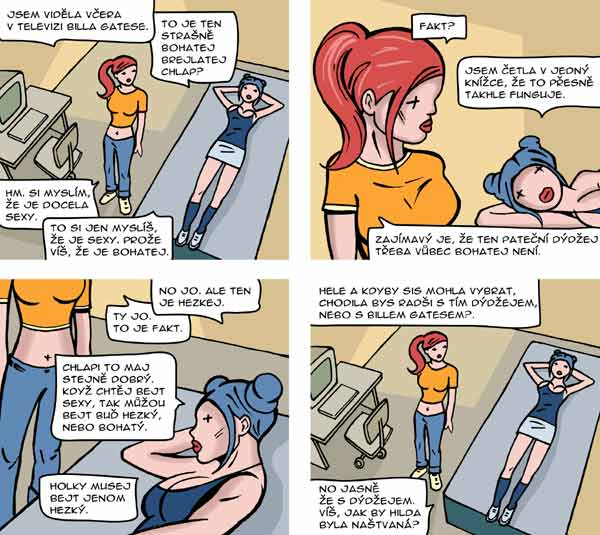 JSEM VIDĚLA VČERA
V TELEVIZI BILLA GATESE.
TO JE TEN
STRAŠNĚ
BOHATEJ
BREJLATEJ
CHLAP?
HM. SI MYSLÍM,
ŽE JE DOCELA
SEXY.
TO SI JEN MYSLÍŠ,
ŽE JE SEXY. PROŽE
VÍŠ, ŽE JE BOHATEJ.
FAKT?
JSEM ČETLA V JEDNÝ
KNÍŽCE, ŽE TO PŘESNĚ
TAKHLE FUNGUJE.
ZAJÍMAVÝ JE, ŽE TEN PATEČNÍ DÝDŽEJ
TŘEBA VŮBEC BOHATEJ NENÍ.
NO JO. ALE TEN
JE HEZKEJ.
TY JO.
TO JE FAKT.
CHLAPI TO MAJ
STEJNĚ DOBRÝ.
KDYŽ CHTĚJ BEJT
SEXY, TAK MŮŽOU
BEJT BUĎ HEZKÝ,
NEBO BOHATÝ.
HOLKY MUSEJ
BEJT JENOM
HEZKÝ.
HELE A KDYBY SIS MOHLA VYBRAT,
CHODILA BYS RADŠI S TÍM DÝDŽEJEM,
NEBO S BILLEM GATESEM?.
NO JASNĚ
ŽE S DÝDŽEJEM.
VÍŠ, JAK BY HILDA
BYLA NAŠTVANÁ?